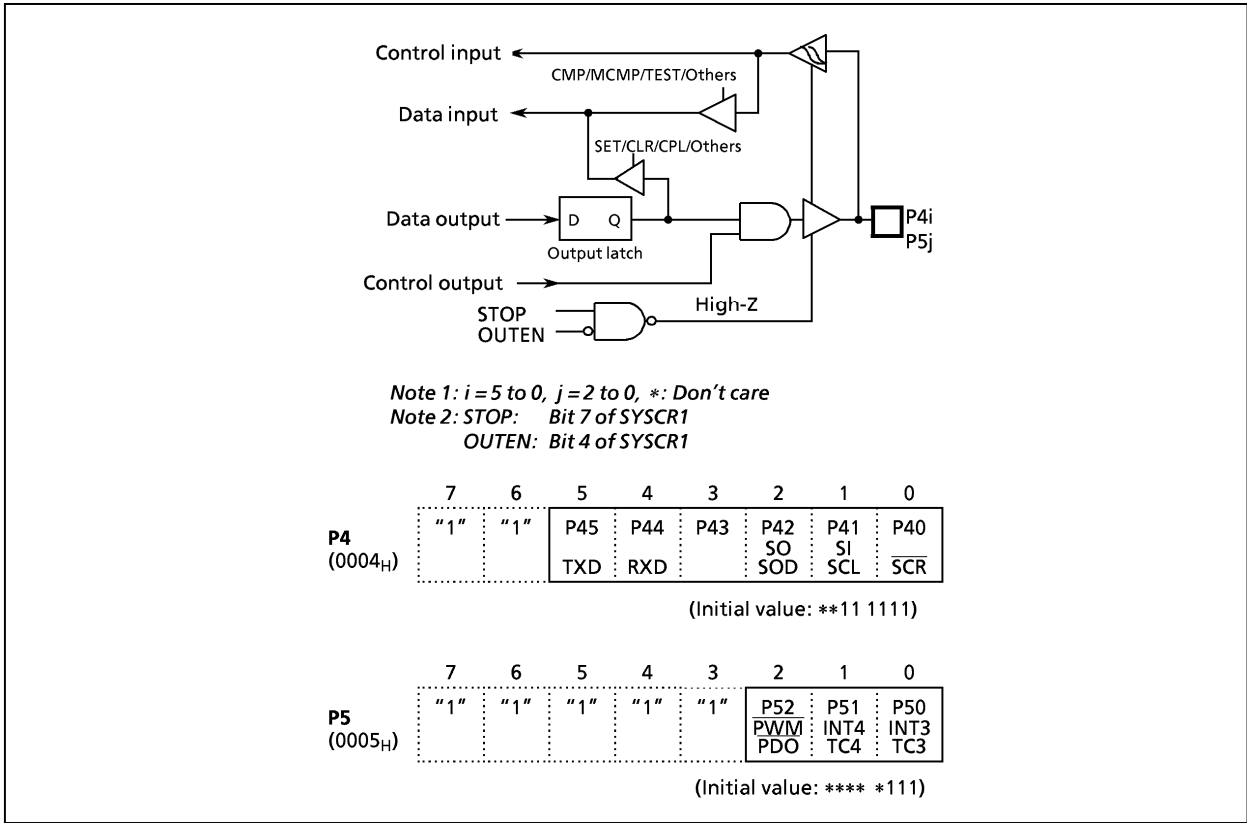 Control input
CMP/MCMP/TEST/Others
Data input
SET/CLR/CPL/Others
Data output
D Q
P4i
P5j
Output latch
Control output
High-Z
STOP
OUTEN
Note 1: i = 5 to 0, j = 2 to 0, *: Don't care
Note 2: STOP: Bit 7 of SYSCR1
OUTEN: Bit 4 of SYSCR1
7 6 5 4 3 2 1 0
P4
(0004H)
"1" "1" P45 P44 P43 P42 P41 P40
SO SI
TXD RXD SOD SCL SCR
(Initial value: **11 1111)
7 6 5 4 3 2 1 0
P5
(0005H)
"1" "1" "1" "1" "1" P52 P51 P50
PWM INT4 INT3
PDO TC4 TC3
(Initial value: **** *111)